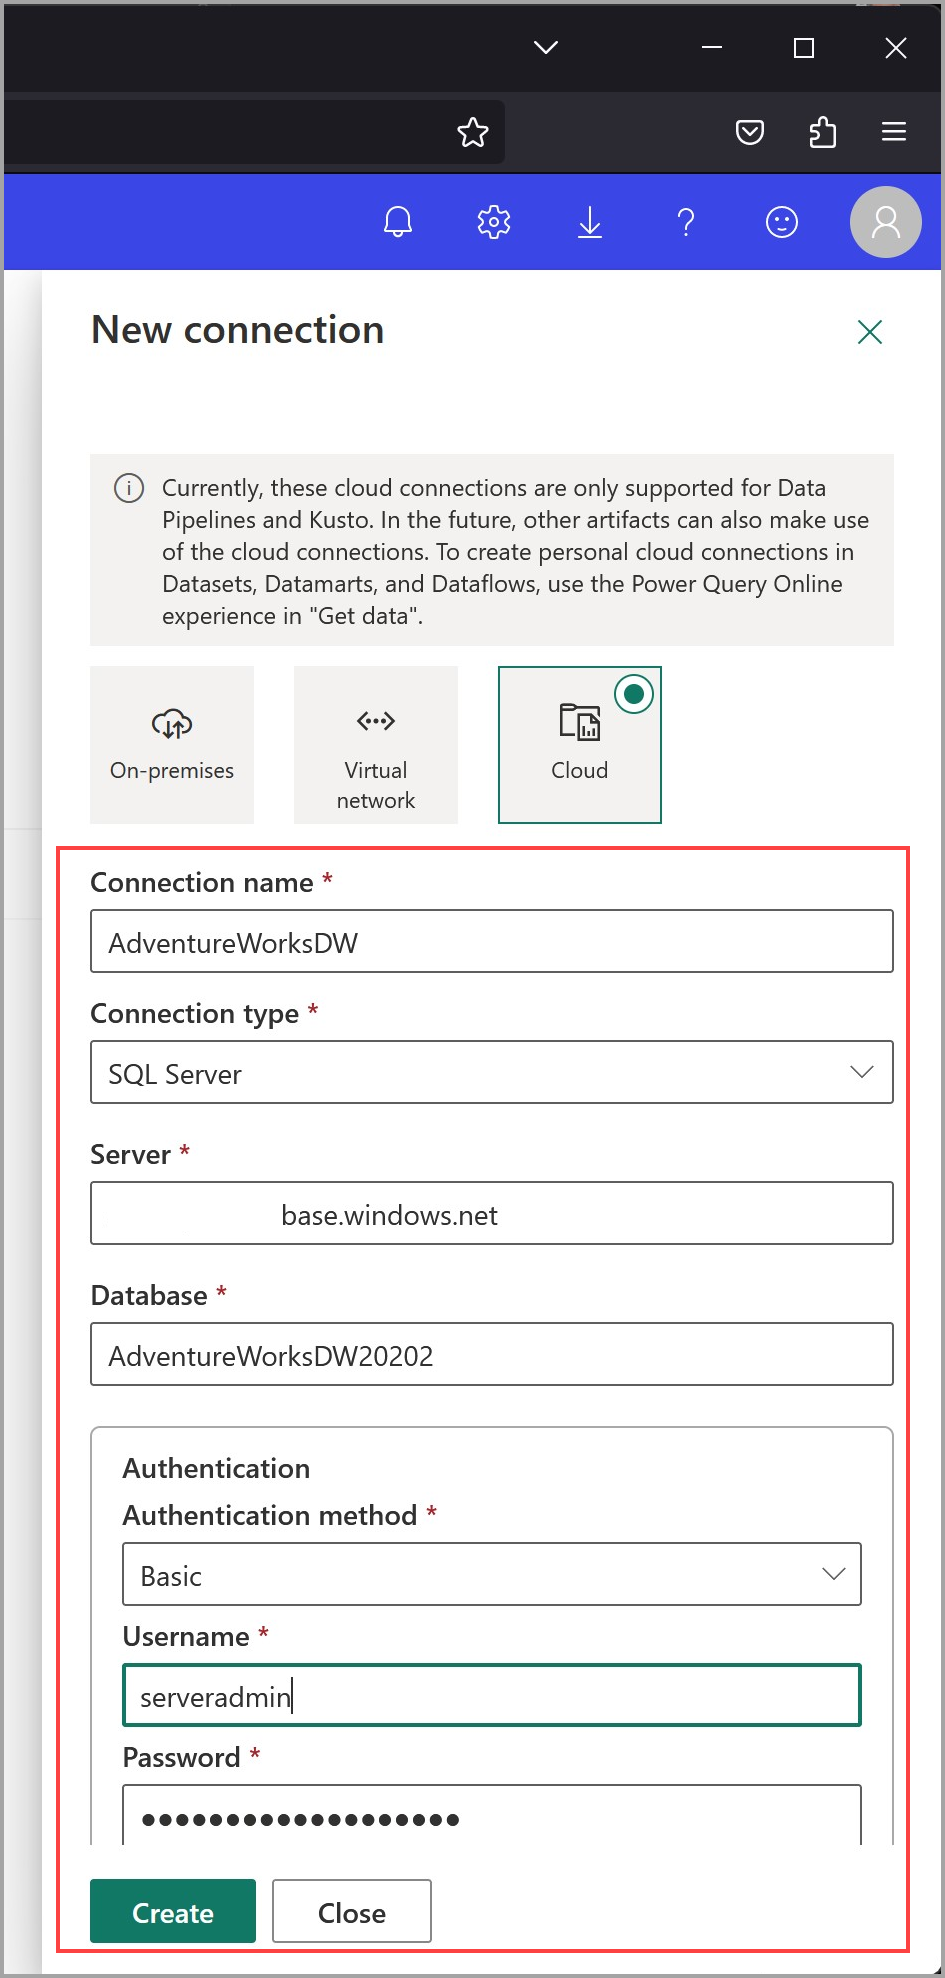 New connection
Currently, these cloud connections are only supported for Data
Pipelines and Kusto. In the future, other artifacts can also make use
of the cloud connections. To create personal cloud connections in
Datasets, Datamarts, and Dataflows, use the Power Query Online
experience in "Get data".
On-premises
Virtual
network
Cloud
Connection name *
AdventureWorksDW
Connection type *
SQL Server
Server *
base.windows.net
Database *
AdventureWorksDW20202
Authentication
Authentication method *
Basic
Username *
serveradmin
Password *
•••••••••••••••••••
Create
Close